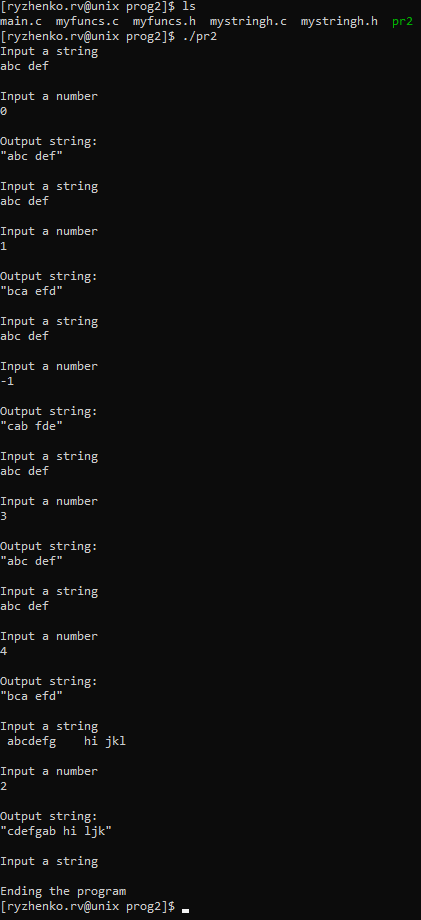 [ryzhenko.rv@unix prog2]$ ls
main.c  myfuncs.c  myfuncs.h  mystringh.c  mystringh.h  pr2
[ryzhenko.rv@unix prog2]$ ./pr2
Input a string
abc def

Input a number
0

Output string:
"abc def"

Input a string
abc def

Input a number
1

Output string:
"bca efd"

Input a string
abc def

Input a number
-1

Output string:
"cab fde"

Input a string
abc def

Input a number
3

Output string:
"abc def"

Input a string
abc def

Input a number
4

Output string:
"bca efd"

Input a string
 abcdefg    hi jkl

Input a number
2

Output string:
"cdefgab hi ljk"

Input a string

Ending the program
[ryzhenko.rv@unix prog2]$